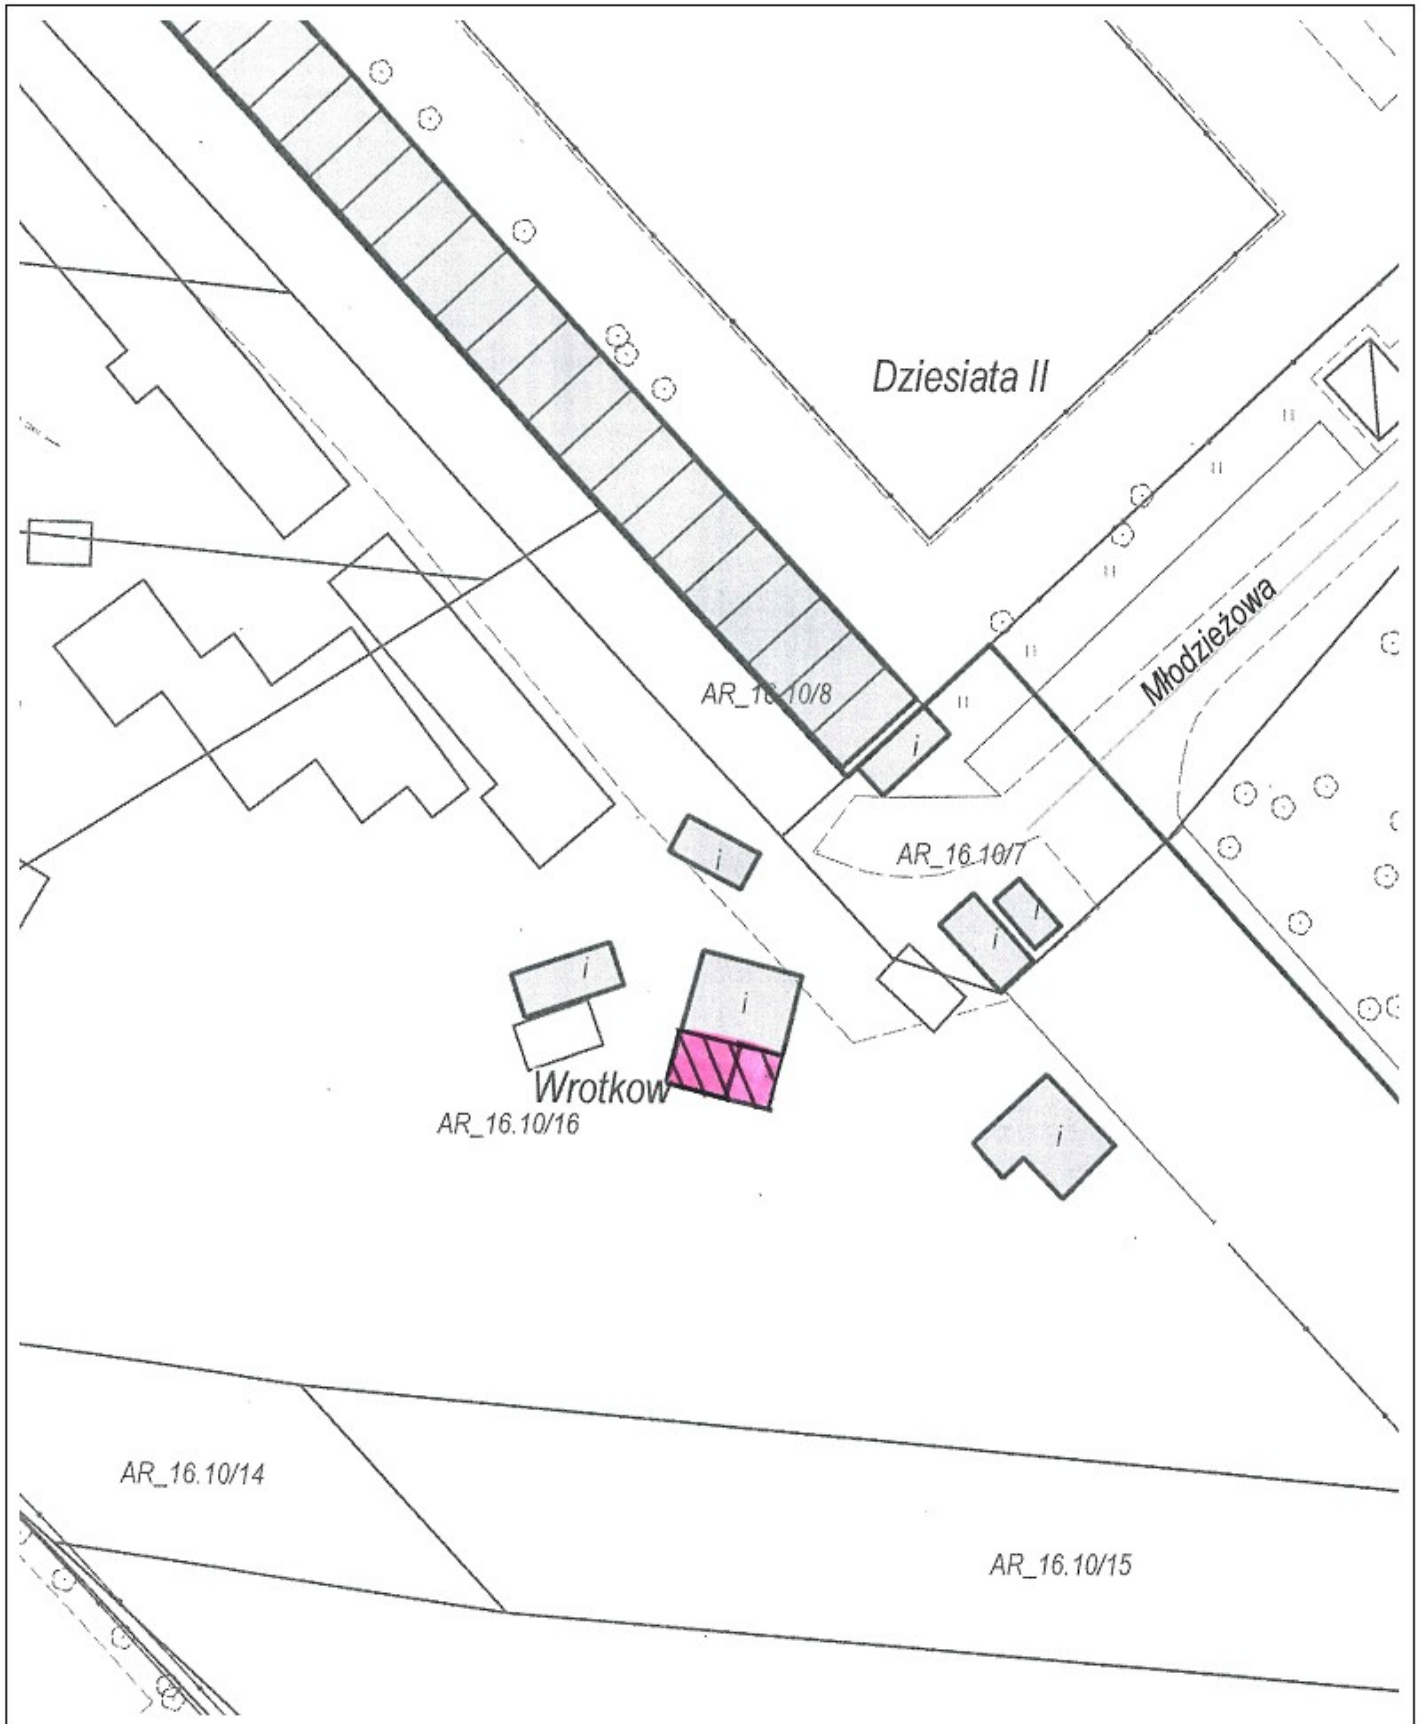 Dziesiata II
Młodzieżowa
AR_16.10/8
i
AR_16.10/7
i
i
i
i
i
Wrotkow
AR_16.10/16
i
AR_16.10/14
AR_16.10/15